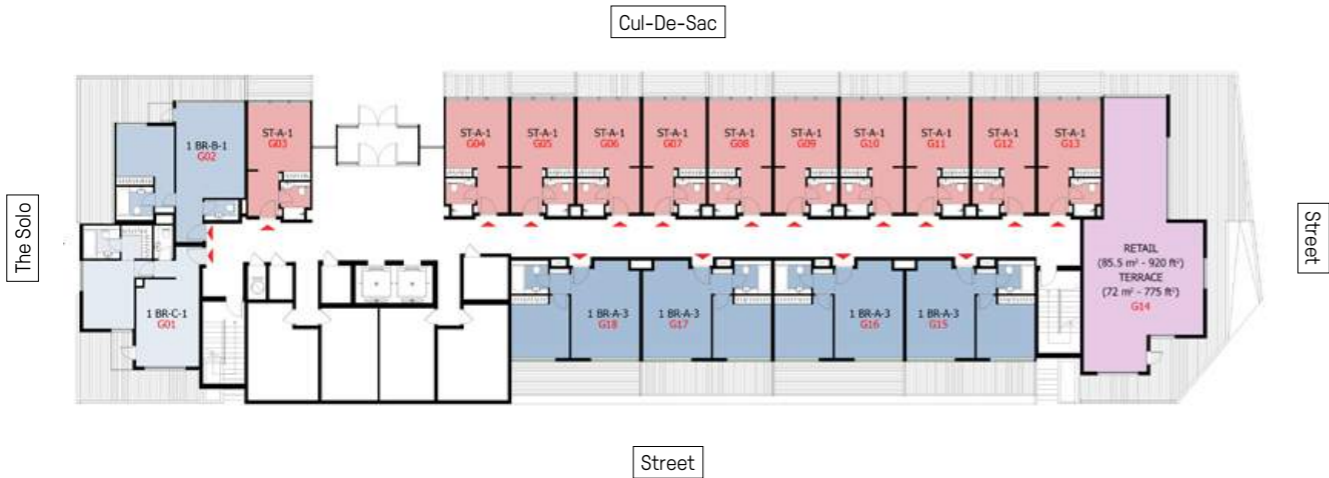 Cul-De-Sac
1 BR-B-1
G02
ST-A-1
G03
ST-A-1
G04
ST-A-1
G05
ST-A-1
G06
ST-A-1
G07
ST-A-1
G08
ST-A-1
G09
ST-A-1
G10
ST-A-1
G11
ST-A-1
G12
ST-A-1
G13
The Solo
Street
RETAIL
(85.5 m² - 920 ft²)
TERRACE
(72 m² - 775 ft²)
G14
1 BR-C-1
G01
1 BR-A-3
G18
1 BR-A-3
G17
1 BR-A-3
G16
1 BR-A-3
G15
Street